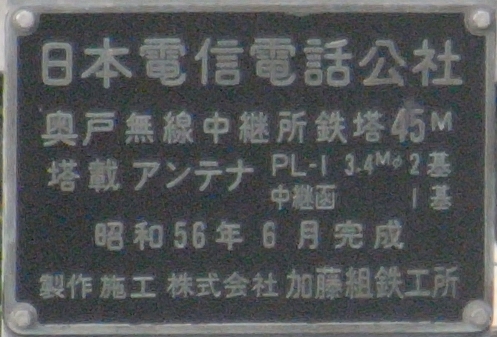 日本電信電話公社
奥戸無線中継所鉄塔45M
塔載アンテナ PL-1 3.4Mφ 2基
中継函 1基
昭和56年6月完成
製作施工 株式会社加藤組鉄工所